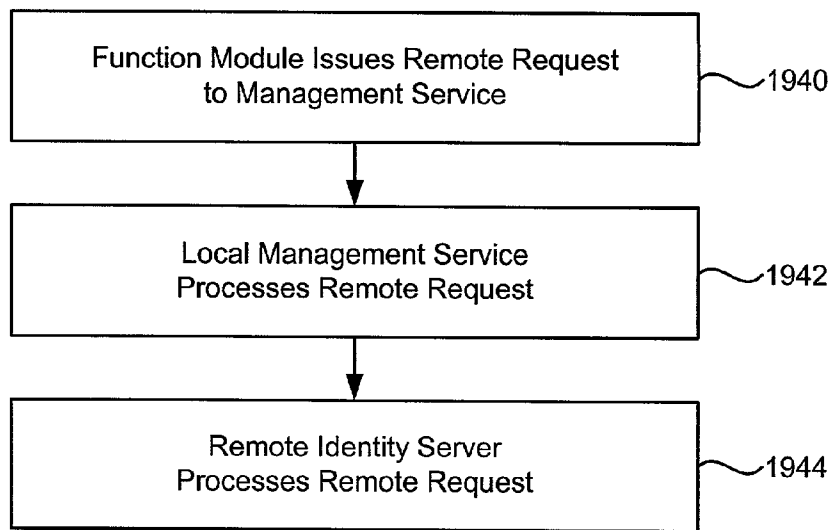 Function Module Issues Remote Request
to Management Service
1940
Local Management Service
Processes Remote Request
1942
Remote Identity Server
Processes Remote Request
1944